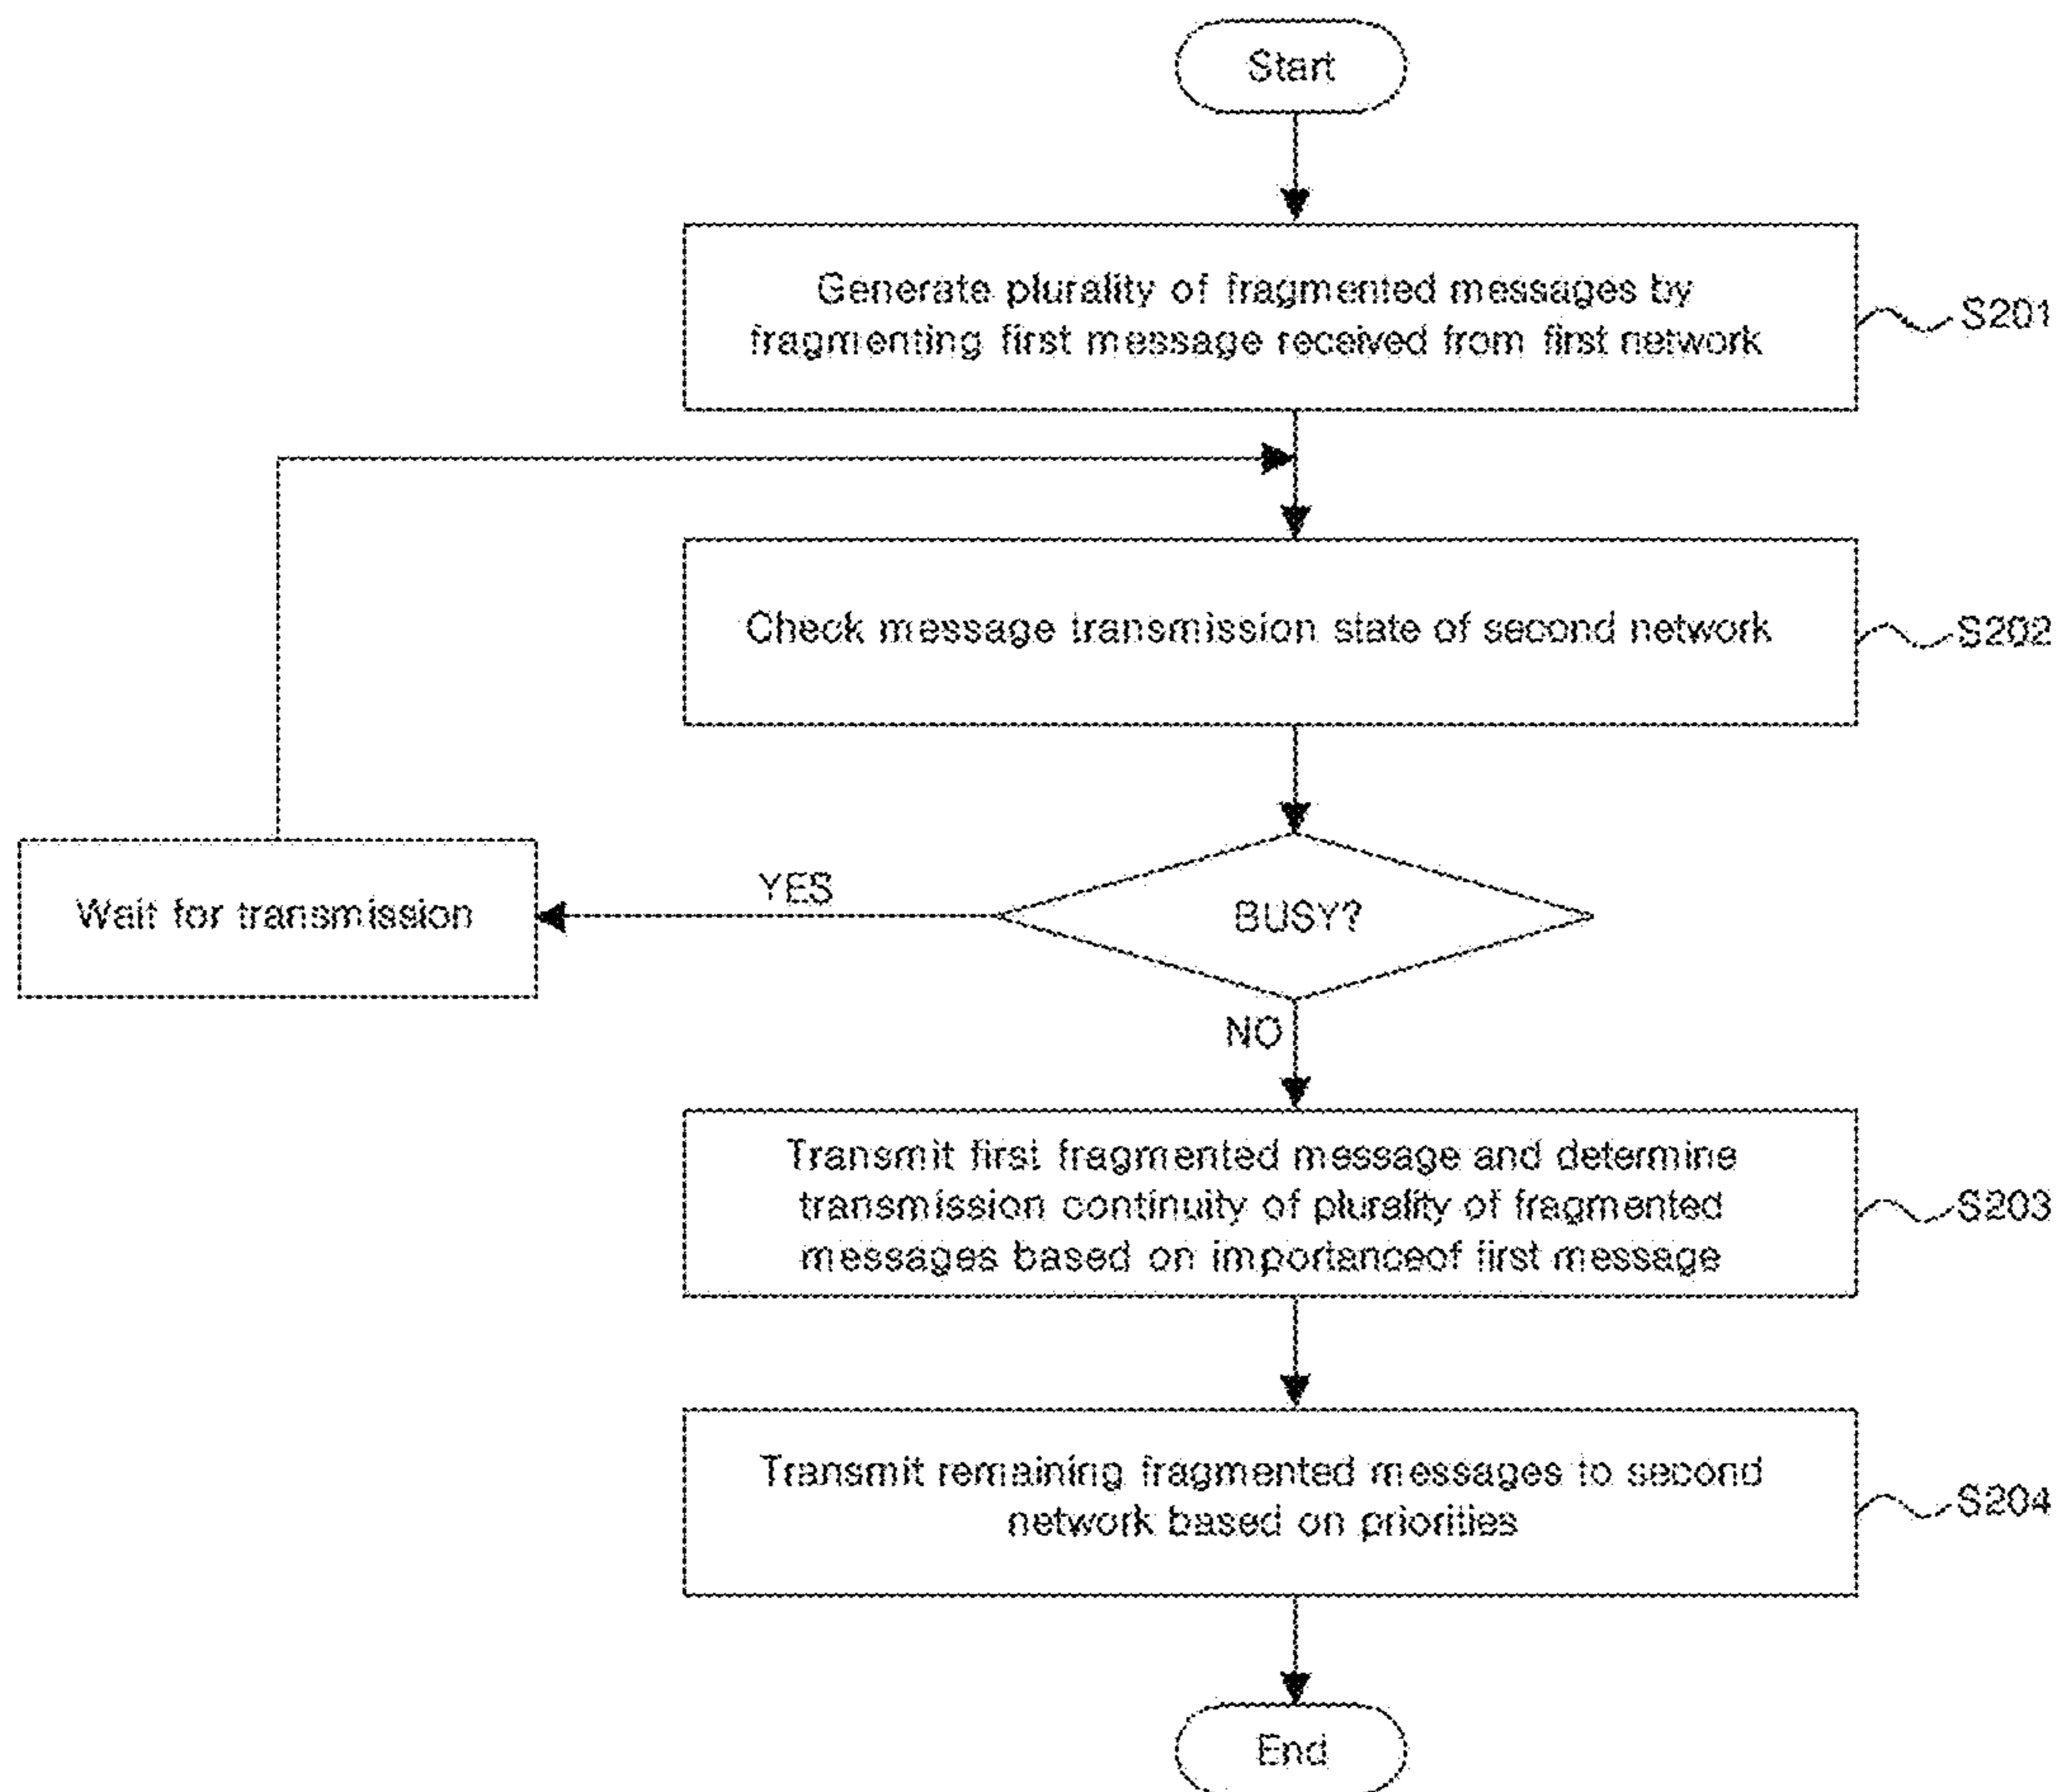 Start
Generate plurality of fragmented messages by
fragmenting first message received from first network
S201
Check message transmission state of second network
S202
Wait for transmission
YES
BUSY?
NO
Transmit first fragmented message and determine
transmission continuity of plurality of fragmented
messages based on importanceof first message
S203
Transmit remaining fragmented messages to second
network based on priorities
S204
End